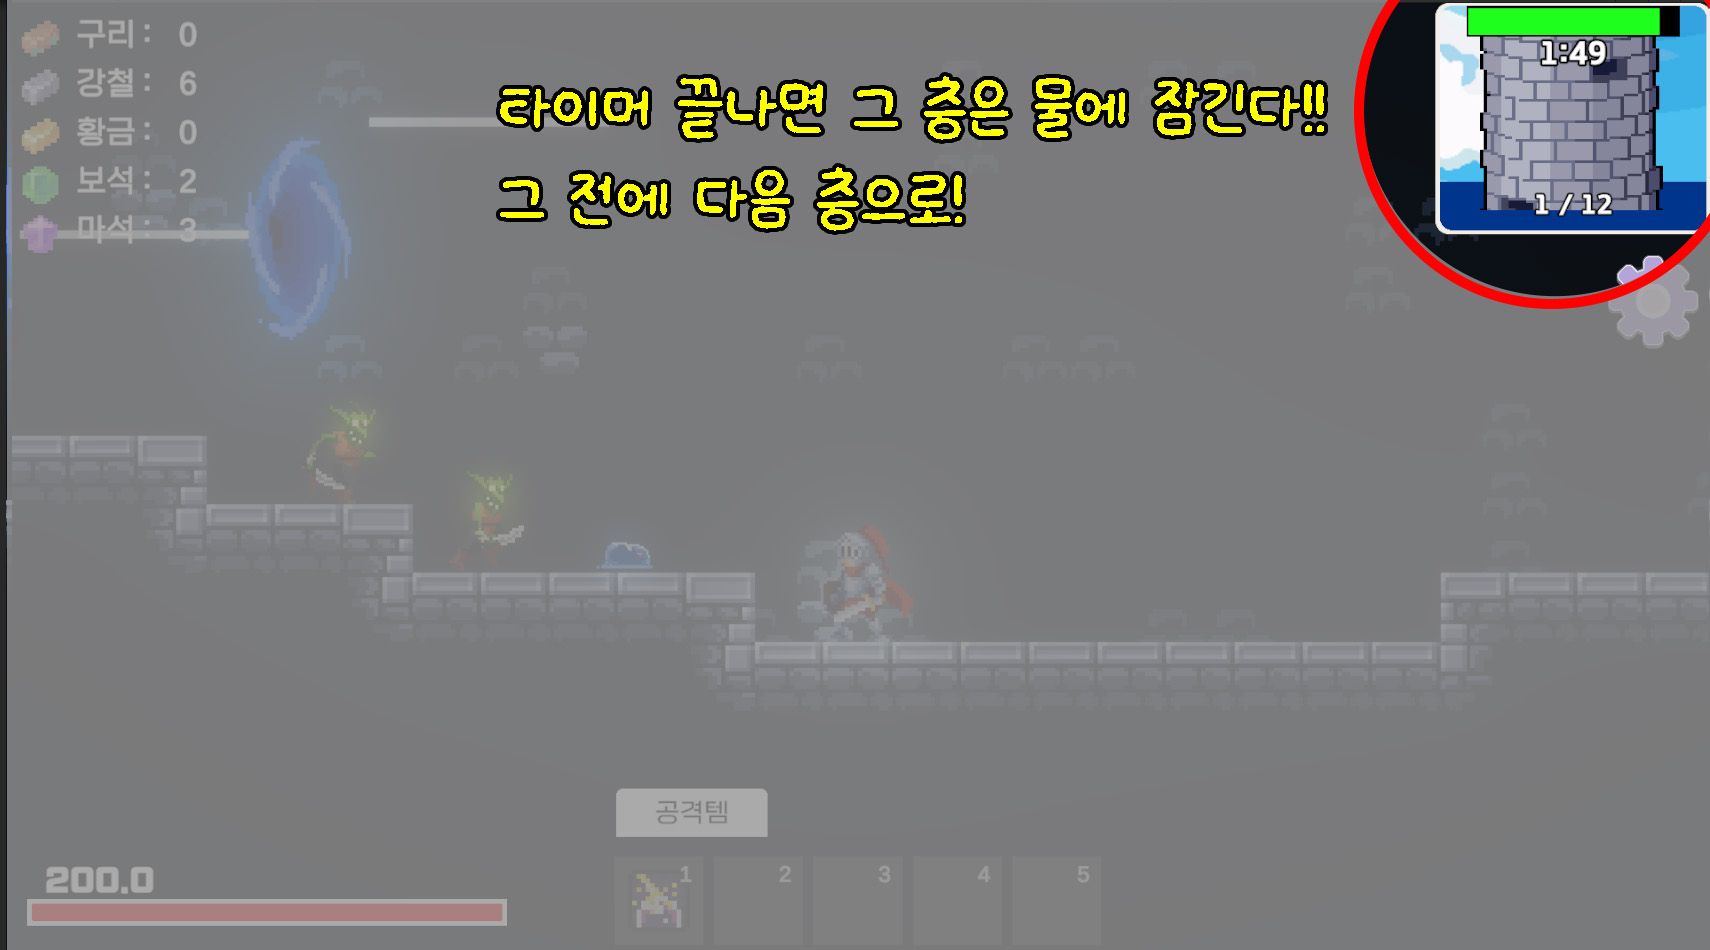 구리 : 0
강철 : 6
황금 : 0
보석 : 2
마석 : 3
타이머 끝나면 그 층은 물에 잠긴다!!
그 전에 다음 층으로!
1:49
1 / 12
공격템
1 2 3 4 5
200.0